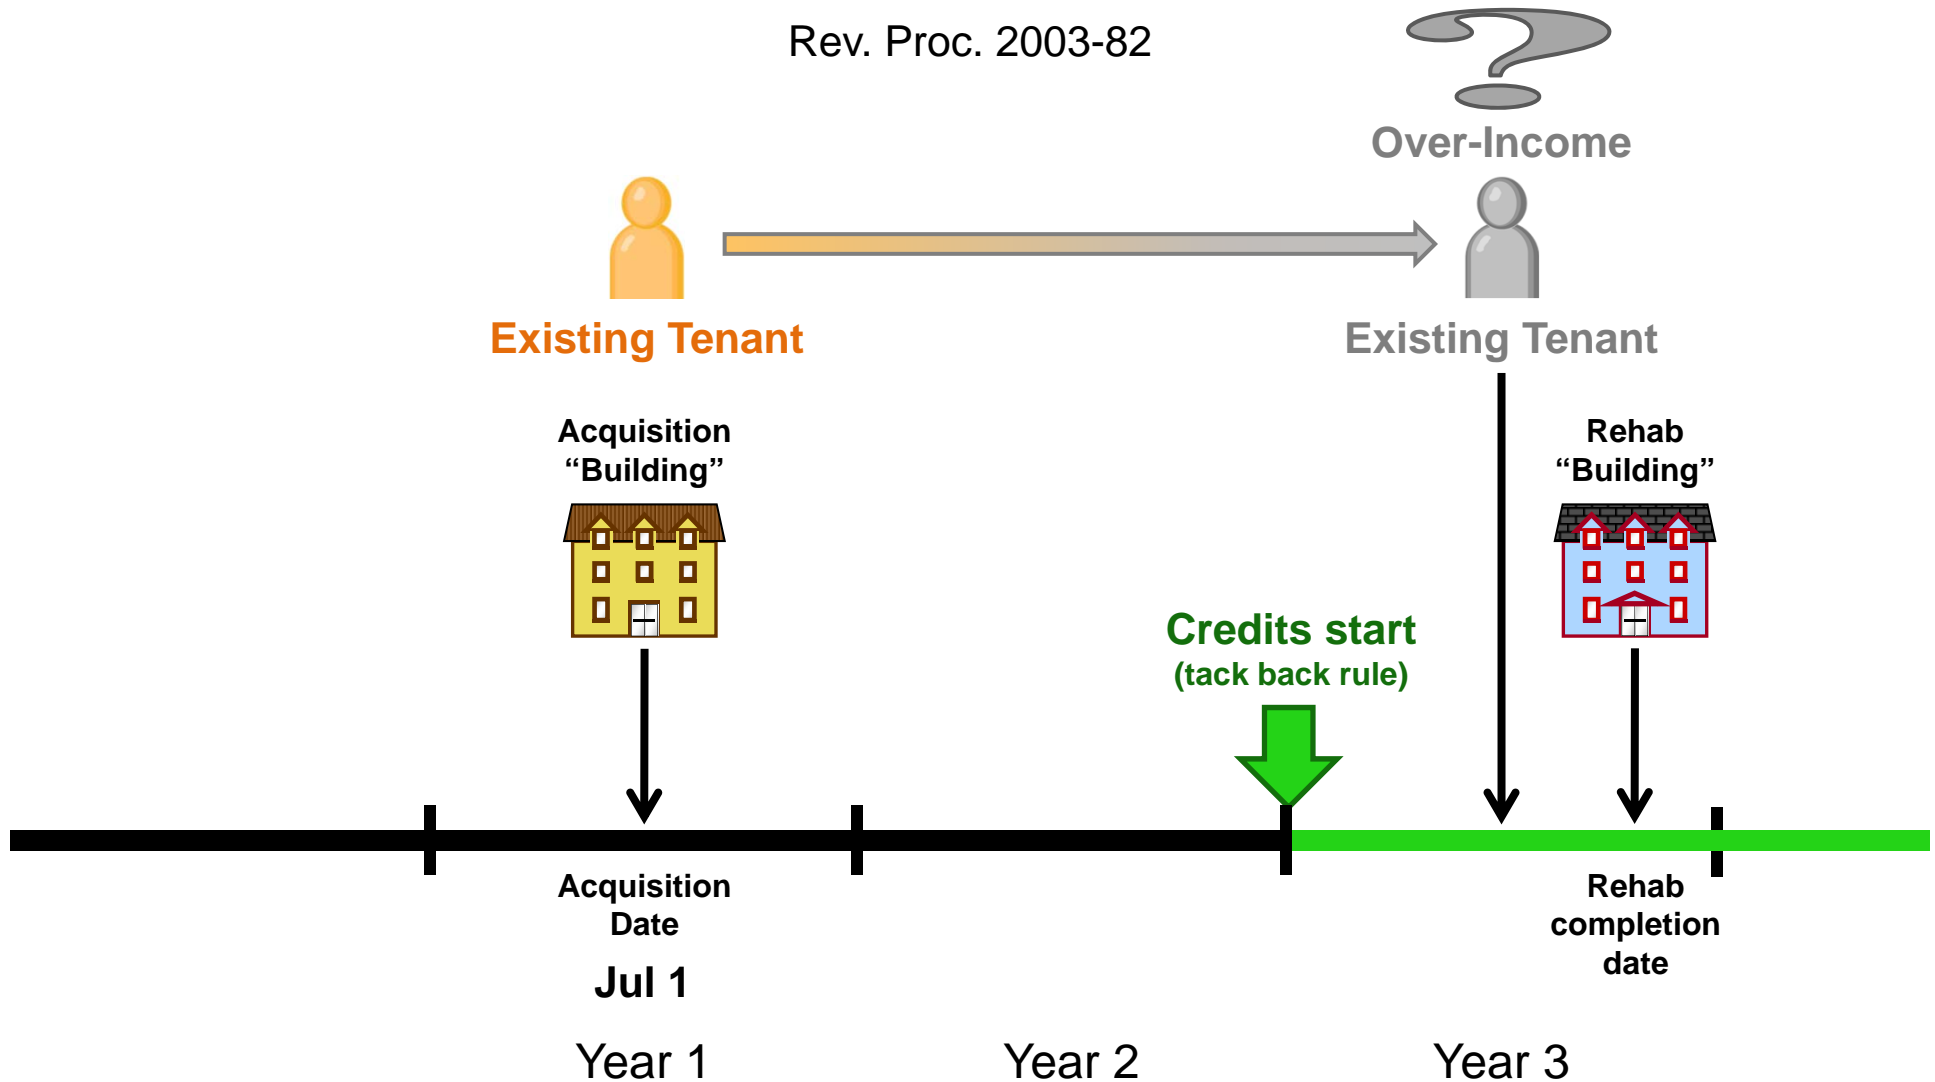 Rev. Proc. 2003-82
Over-Income
Existing Tenant
Existing Tenant
Acquisition
“Building”
Rehab
“Building”
Credits start
(tack back rule)
Acquisition
Date
Jul 1
Rehab
completion
date
Year 1
Year 2
Year 3